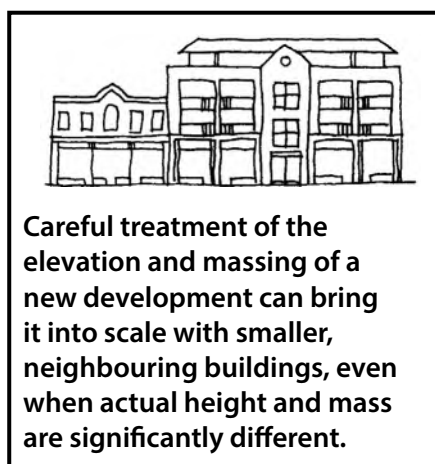 Careful treatment of the
elevation and massing of a
new development can bring
it into scale with smaller,
neighbouring buildings, even
when actual height and mass
are significantly different.